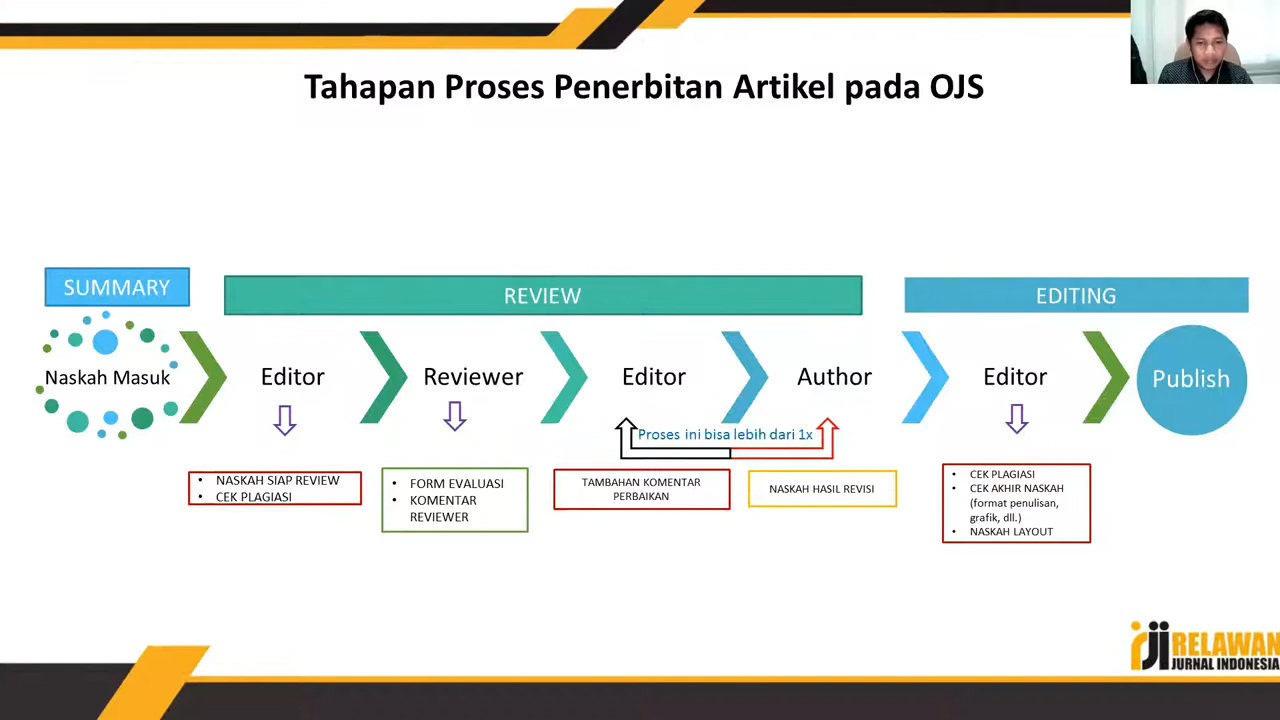 Tahapan Proses Penerbitan Artikel pada OJS
SUMMARY
REVIEW
EDITING
Naskah Masuk
Editor
Reviewer
Editor
Author
Editor
Publish
Proses ini bisa lebih dari 1x
• NASKAH SIAP REVIEW
• CEK PLAGIASI
• FORM EVALUASI
• KOMENTAR
REVIEWER
TAMBAHAN KOMENTAR
PERBAIKAN
NASKAH HASIL REVISI
• CEK PLAGIASI
• CEK AKHIR NASKAH
(format penulisan,
grafik, dll.)
• NASKAH LAYOUT
rji RELAWAN
JURNAL INDONESIA